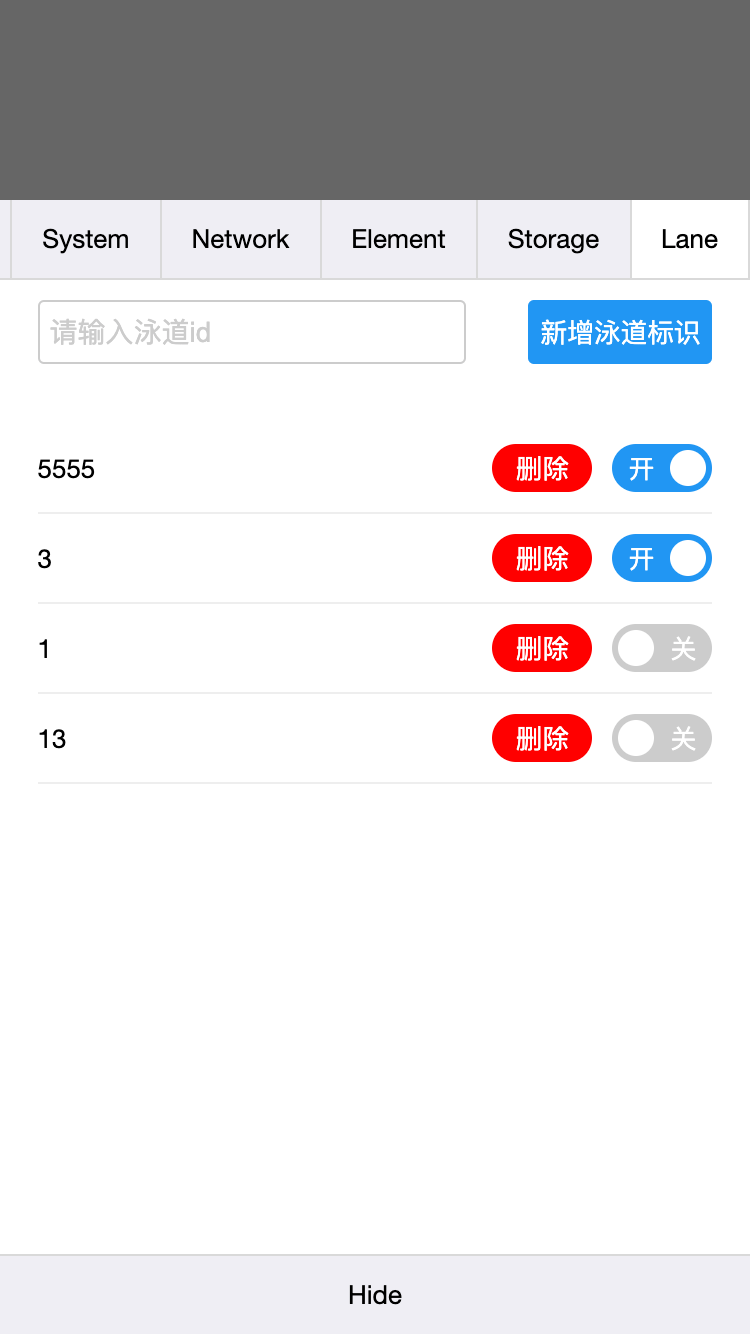 System Network Element Storage Lane
请输入泳道id 新增泳道标识
5555 删除 开
3 删除 开
1 删除 关
13 删除 关
Hide